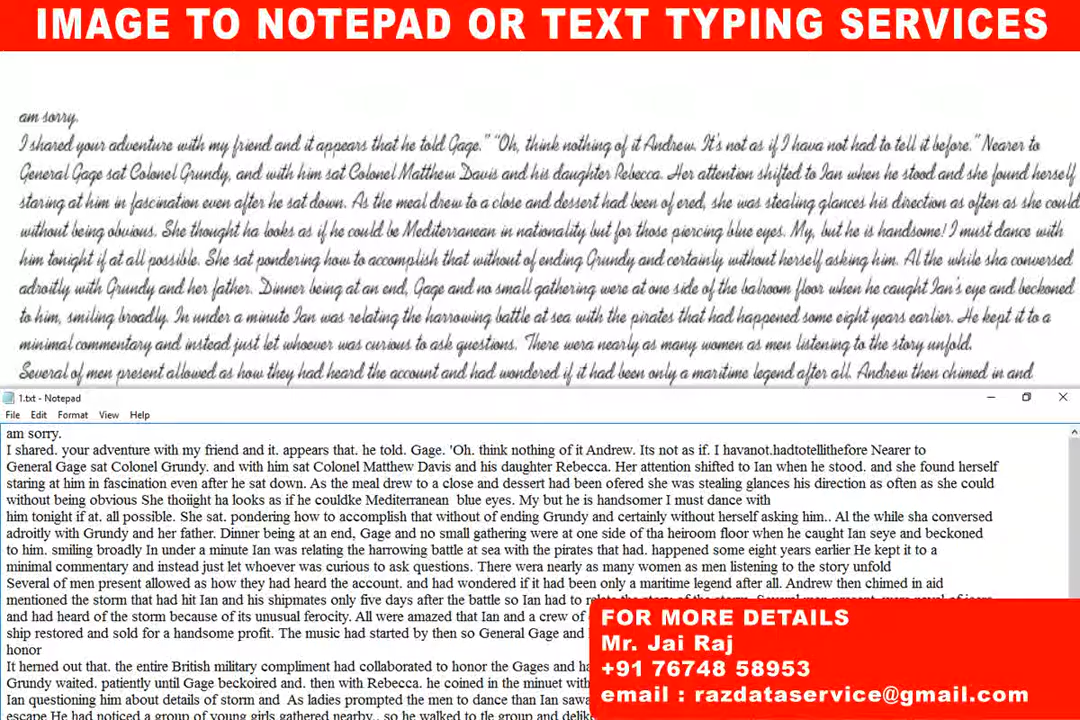 IMAGE TO NOTEPAD OR TEXT TYPING SERVICES
am sorry.
I shared your adventure with my friend and it appears that he told Gage." "Oh, think nothing of it Andrew. It's not as if I hava not had to tell it before." Nearer to
General Gage sat Colonel Grundy, and with him sat Colonel Matthew Davis and his daughter Rebecca. Her attention shifted to Ian when he stood and she found herself
staring at him in fascination even after he sat down. As the meal drew to a close and dessert had been of ered, she was stealing glances his direction as often as she could
without being obvious. She thought ha looks as if he could be Mediterranean in nationality but for those piercing blue eyes. My, but he is handsome! I must dance with
him tonight if at all possible. She sat pondering how to accomplish that without of ending Grundy and certainly without herself asking him. Al the while sha conversed
adroitly with Grundy and her father. Dinner being at an end, Gage and no small gathering were at one side of the balroom floor when he caught Ian's eye and beckoned
to him, smiling broadly. In under a minute Ian was relating the harrowing battle at sea with the pirates that had happened some eight years earlier. He kept it to a
minimal commentary and instead just let whoever was curious to ask questions. There wera nearly as many women as men listening to the story unfold.
Several of men present allowed as how they had heard the account and had wondered if it had been only a maritime legend after all. Andrew then chimed in and
1.txt - Notepad
File Edit Format View Help
am sorry.
I shared. your adventure with my friend and it. appears that. he told. Gage. 'Oh. think nothing of it Andrew. Its not as if. I havanot.hadtotellithefore Nearer to
General Gage sat Colonel Grundy. and with him sat Colonel Matthew Davis and his daughter Rebecca. Her attention shifted to Ian when he stood. and she found herself
staring at him in fascination even after he sat down. As the meal drew to a close and dessert had been ofered she was stealing glances his direction as often as she could
without being obvious She thoiight ha looks as if he couldke Mediterranean blue eyes. My but he is handsomer I must dance with
him tonight if at. all possible. She sat. pondering how to accomplish that without of ending Grundy and certainly without herself asking him.. Al the while sha conversed
adroitly with Grundy and her father. Dinner being at an end, Gage and no small gathering were at one side of tha heiroom floor when he caught Ian seye and beckoned
to him. smiling broadly In under a minute Ian was relating the harrowing battle at sea with the pirates that had. happened some eight years earlier He kept it to a
minimal commentary and instead just let whoever was curious to ask questions. There were nearly as many women as men listening to the story unfold
Several of men present allowed as how they had heard the account. and had wondered if it had been only a maritime legend after all. Andrew then chimed in aid
mentioned the storm that had hit Ian and his shipmates only five days after the battle so Ian had to
and had heard of the storm because of its unusual ferocity. All were amazed that Ian and a crew of
ship restored and sold for a handsome profit. The music had started by then so General Gage and
honor
It herned out that. the entire British military compliment had collaborated to honor the Gages and
Grundy waited. patiently until Gage beckoired and. then with Rebecca. he coined in the minuet with
Ian questioning him about details of storm and As ladies prompted the men to dance than Ian sawa
escape He had noticed a group of young girls gathered nearby.. so he walked to tle group and
FOR MORE DETAILS
Mr. Jai Raj
+91 76748 58953
email : razdataservice@gmail.com